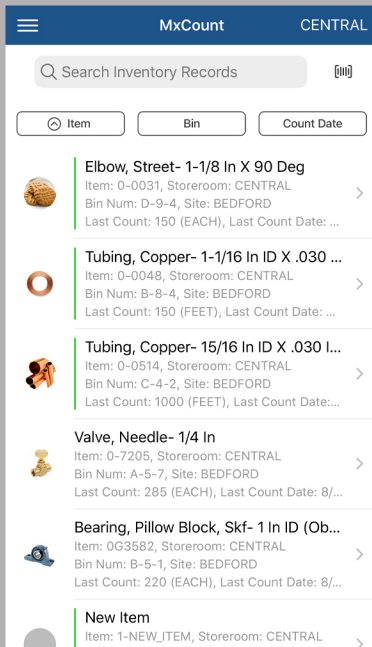 MxCount CENTRAL
Search Inventory Records
Item Bin Count Date
Elbow, Street- 1-1/8 In X 90 Deg
Item: 0-0031, Storeroom: CENTRAL
Bin Num: D-9-4, Site: BEDFORD
Last Count: 150 (EACH), Last Count Date: ...
Tubing, Copper- 1-1/16 In ID X .030 ...
Item: 0-0048, Storeroom: CENTRAL
Bin Num: B-8-4, Site: BEDFORD
Last Count: 150 (FEET), Last Count Date: ...
Tubing, Copper- 15/16 In ID X .030 I...
Item: 0-0514, Storeroom: CENTRAL
Bin Num: C-4-2, Site: BEDFORD
Last Count: 1000 (FEET), Last Count Date:...
Valve, Needle- 1/4 In
Item: 0-7205, Storeroom: CENTRAL
Bin Num: A-5-7, Site: BEDFORD
Last Count: 285 (EACH), Last Count Date: 8/...
Bearing, Pillow Block, Skf- 1 In ID (Ob...
Item: 0G3582, Storeroom: CENTRAL
Bin Num: B-5-1, Site: BEDFORD
Last Count: 220 (EACH), Last Count Date: 8/...
New Item
Item: 1-NEW_ITEM, Storeroom: CENTRAL